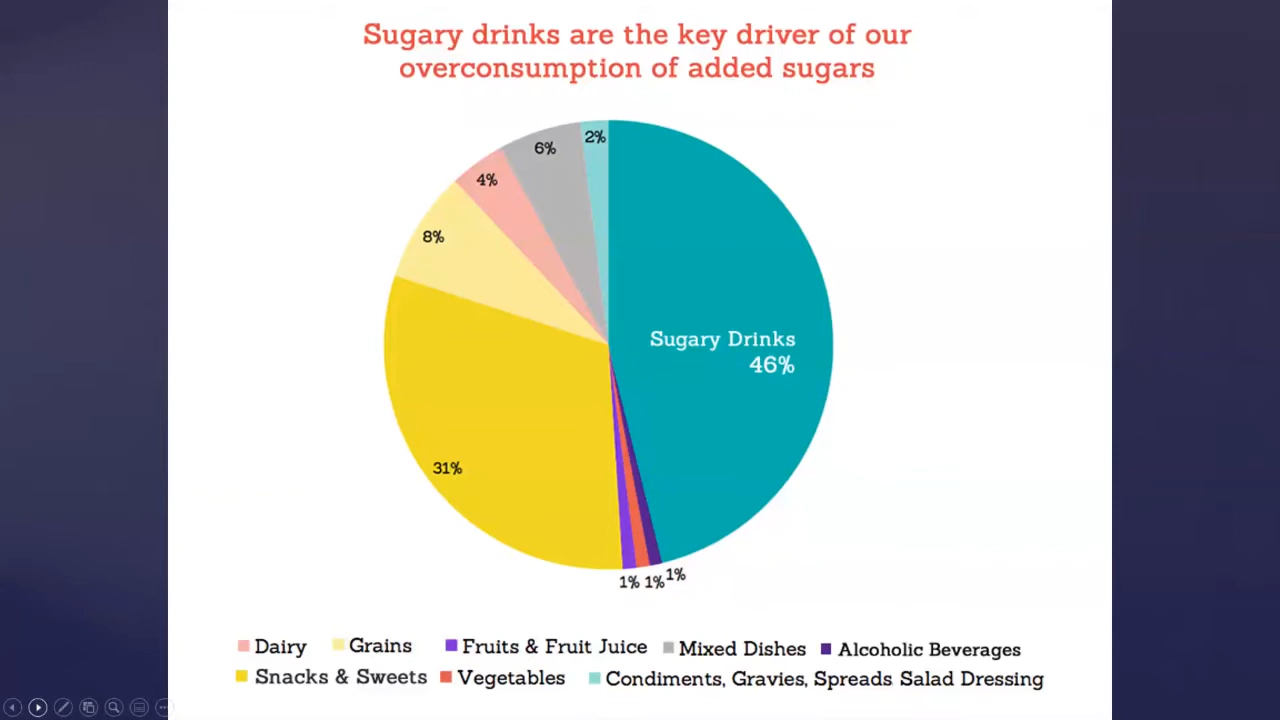 Sugary drinks are the key driver of our
overconsumption of added sugars
2%
6%
4%
8%
Sugary Drinks
46%
31%
1% 1% 1%
Dairy Grains Fruits & Fruit Juice Mixed Dishes Alcoholic Beverages
Snacks & Sweets Vegetables Condiments, Gravies, Spreads Salad Dressing